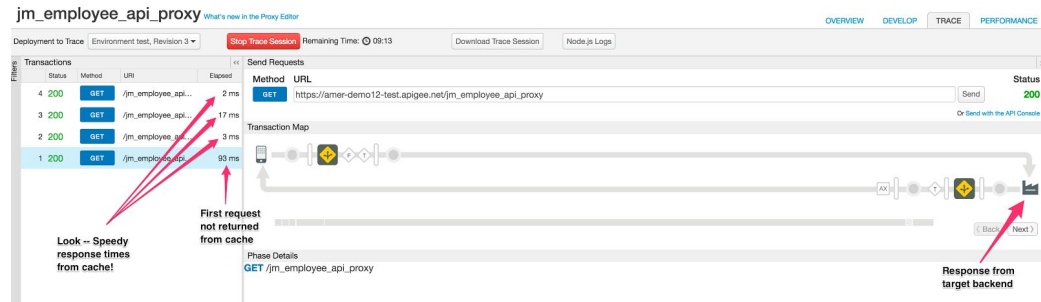 jm_employee_api_proxy What's new in the Proxy Editor
OVERVIEW DEVELOP TRACE PERFORMANCE
Deployment to Trace Environment test, Revision 3 Stop Trace Session Remaining Time: 09:13 Download Trace Session Node.js Logs
Filters
Transactions
Status Method URI Elapsed
4 200 GET /jm_employee_api... 2 ms
3 200 GET /jm_employee_api... 17 ms
2 200 GET /jm_employee_api... 3 ms
1 200 GET /jm_employee_api... 93 ms
Send Requests
Method URL Status
GET https://amer-demo12-test.apigee.net/jm_employee_api_proxy Send 200
Or Send with the API Console
Transaction Map
F T
AX T
Back Next
Look -- Speedy
response times
from cache!
First request
not returned
from cache
Phase Details
GET /jm_employee_api_proxy
Response from
target backend